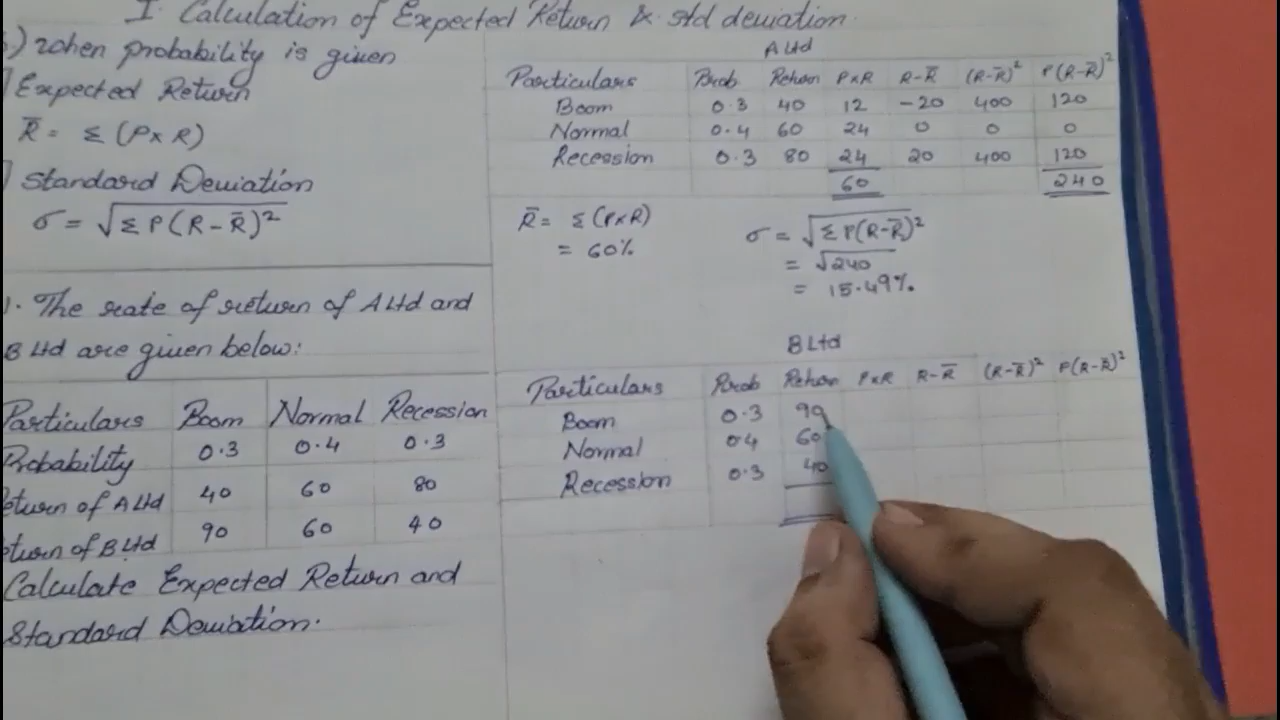 I. Calculation of Expected Return & std deviation
b.) When probability is given
] Expected Return
R̄ = Σ (P×R)
] Standard Deviation
σ = √Σ P(R-R̄)²
1. The rate of return of A Ltd and
B Ltd are given below:
Particulars Boom Normal Recession
Probability 0.3 0.4 0.3
eturn of A Ltd 40 60 80
eturn of B Ltd 90 60 40
Calculate Expected Return and
Standard Deviation.
A Ltd
Particulars Prob Return P×R R-R̄ (R-R̄)² P(R-R̄)²
Boom 0.3 40 12 -20 400 120
Normal 0.4 60 24 0 0 0
Recession 0.3 80 24 20 400 120
60 240
R̄ = Σ (P×R)
= 60%
σ = √Σ P(R-R̄)²
= √240
= 15.49%
B Ltd
Particulars Prob Return P×R R-R̄ (R-R̄)² P(R-R̄)²
Boom 0.3 90
Normal 0.4 60
Recession 0.3 40